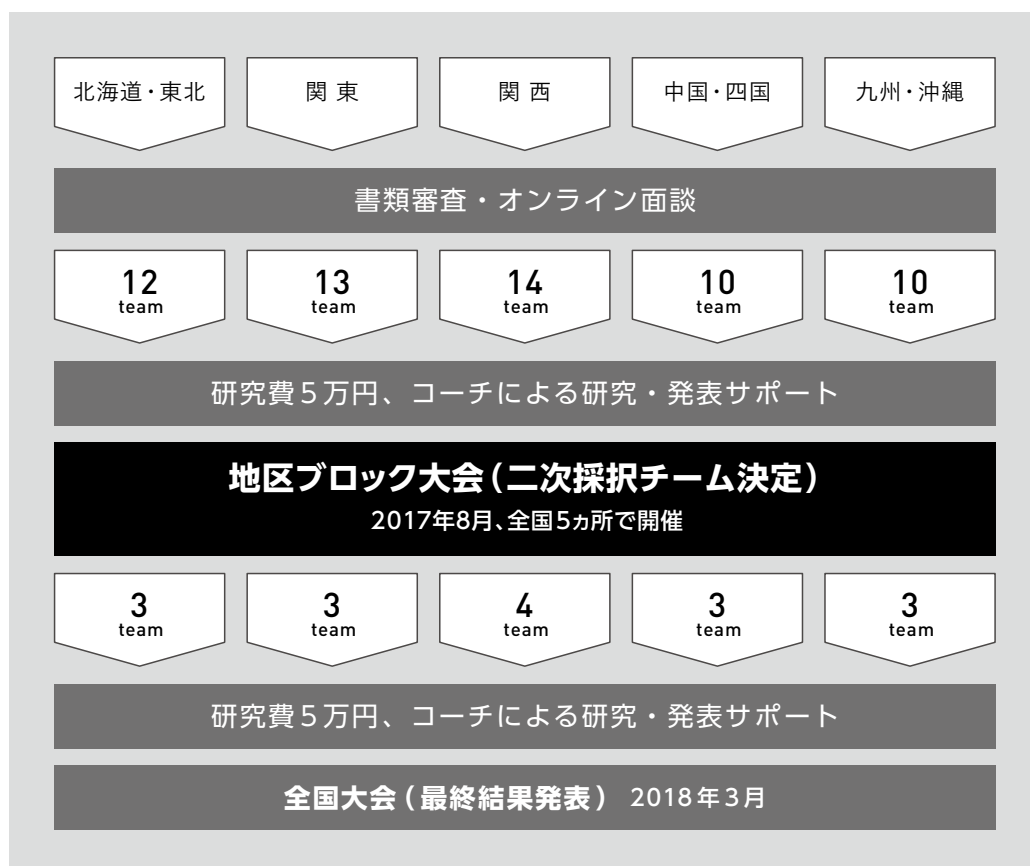 北海道・東北
関東
関西
中国・四国
九州・沖縄
書類審査・オンライン面談
12
team
13
team
14
team
10
team
10
team
研究費5万円、コーチによる研究・発表サポート
地区ブロック大会(二次採択チーム決定)
2017年8月、全国5ヵ所で開催
3
team
3
team
4
team
3
team
3
team
研究費5万円、コーチによる研究・発表サポート
全国大会(最終結果発表) 2018年3月